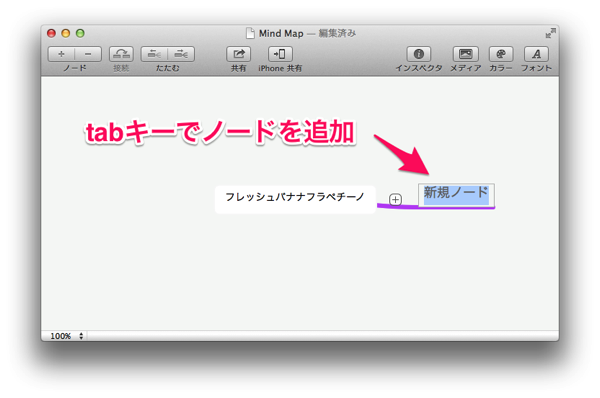 Mind Map — 編集済み
ノード 接続 たたむ 共有 iPhone 共有 インスペクタ メディア カラー フォント
tabキーでノードを追加
フレッシュバナナフラペチーノ 新規ノード
100%